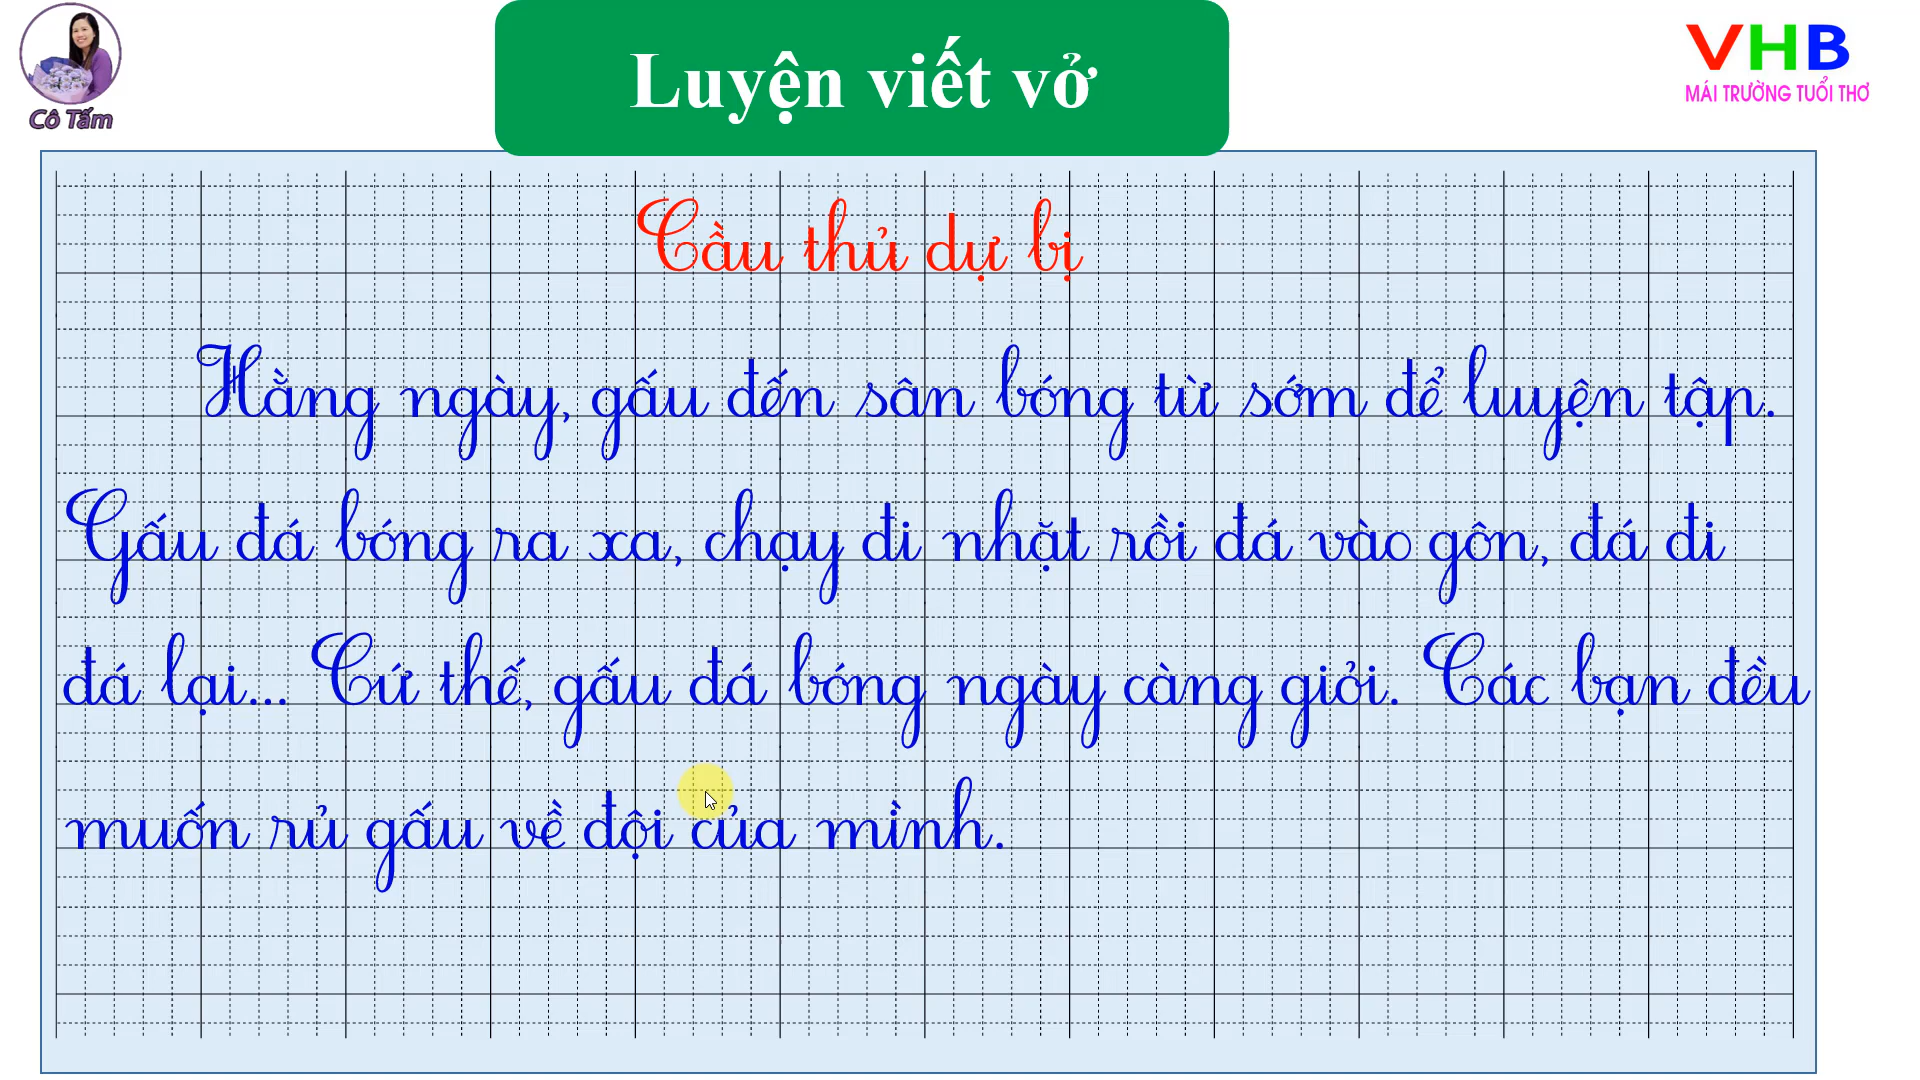 Luyện viết vở
Cô Tấm
VHB
MÁI TRƯỜNG TUỔI THƠ
Cầu thủ dự bị
Hằng ngày, gấu đến sân bóng từ sớm để luyện tập.
Gấu đá bóng ra xa, chạy đi nhặt rồi đá vào gôn, đá đi
đá lại... Cứ thế, gấu đá bóng ngày càng giỏi. Các bạn đều
muốn rủ gấu về đội của mình.